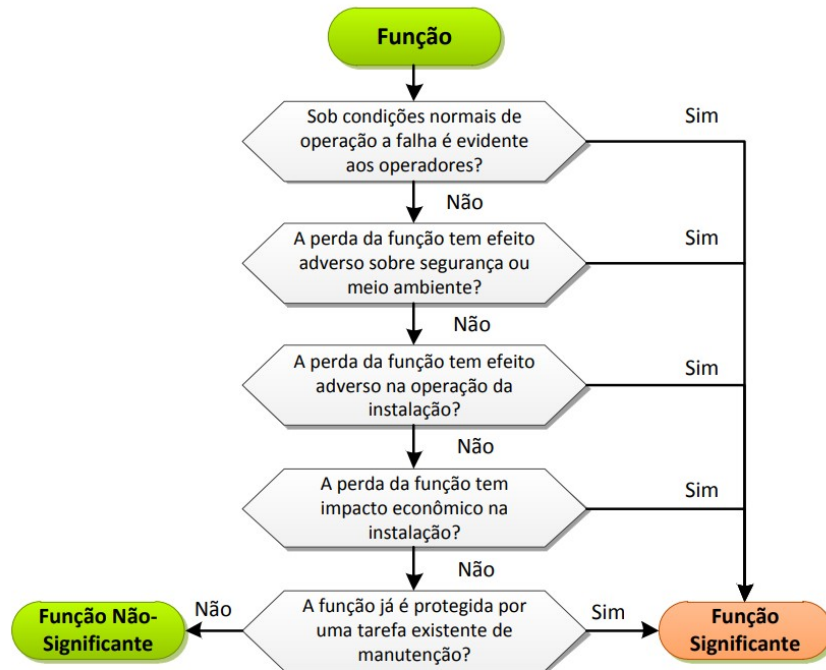 Função
Sob condições normais de
operação a falha é evidente
aos operadores?
Sim
Não
A perda da função tem efeito
adverso sobre segurança ou
meio ambiente?
Sim
Não
A perda da função tem efeito
adverso na operação da
instalação?
Sim
Não
A perda da função tem
impacto econômico na
instalação?
Sim
Não
Função Não-
Significante
Não
A função já é protegida por
uma tarefa existente de
manutenção?
Sim
Função
Significante